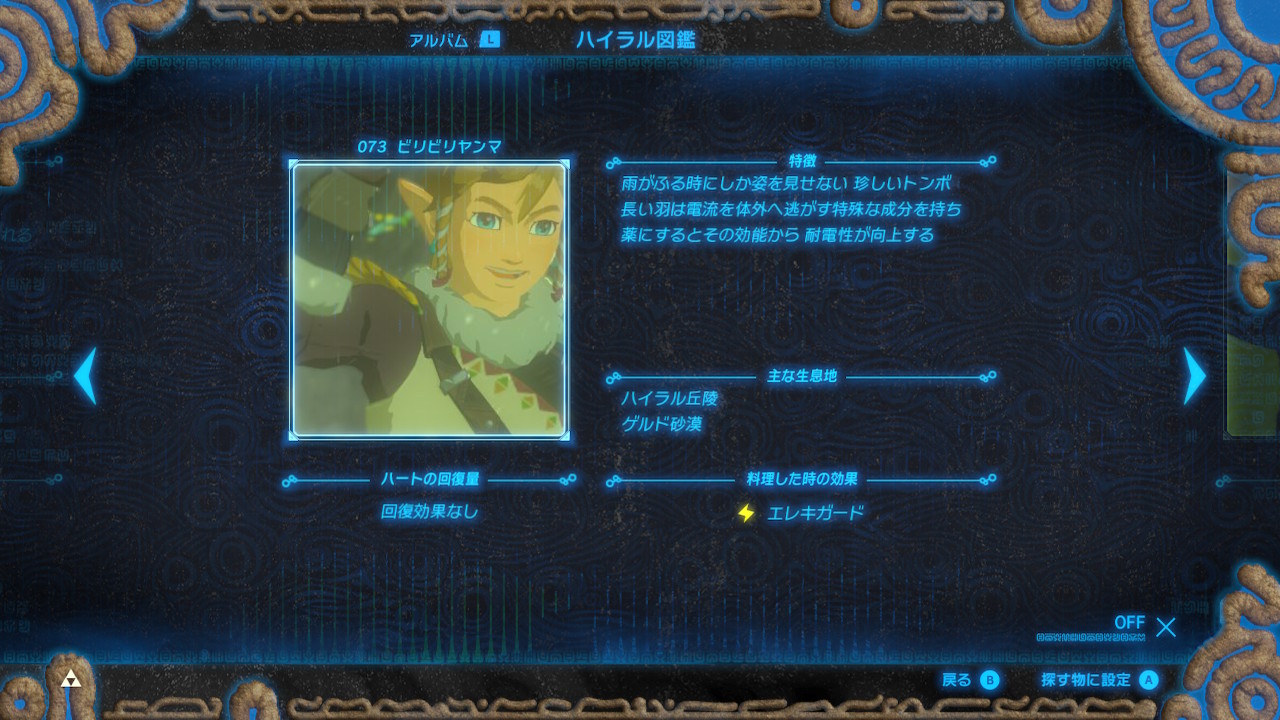 アルバム L
ハイラル図鑑
073 ビリビリヤンマ
特徴
雨がふる時にしか姿を見せない 珍しいトンボ
長い羽は電流を体外へ逃がす特殊な成分を持ち
薬にするとその効能から 耐電性が向上する
主な生息地
ハイラル丘陵
ゲルド砂漠
ハートの回復量
回復効果なし
料理した時の効果
エレキガード
OFF
戻る B
探す物に設定 A